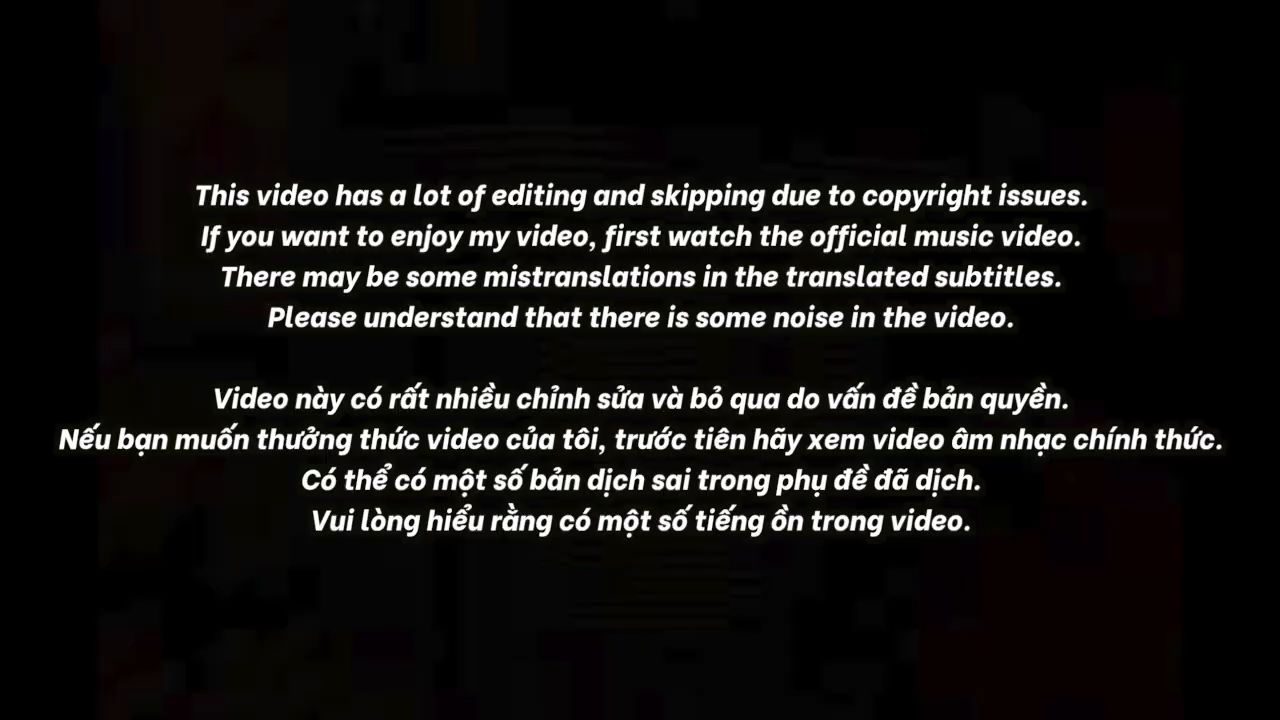 This video has a lot of editing and skipping due to copyright issues.
If you want to enjoy my video, first watch the official music video.
There may be some mistranslations in the translated subtitles.
Please understand that there is some noise in the video.
Video này có rất nhiều chỉnh sửa và bỏ qua do vấn đề bản quyền.
Nếu bạn muốn thưởng thức video của tôi, trước tiên hãy xem video âm nhạc chính thức.
Có thể có một số bản dịch sai trong phụ đề đã dịch.
Vui lòng hiểu rằng có một số tiếng ồn trong video.